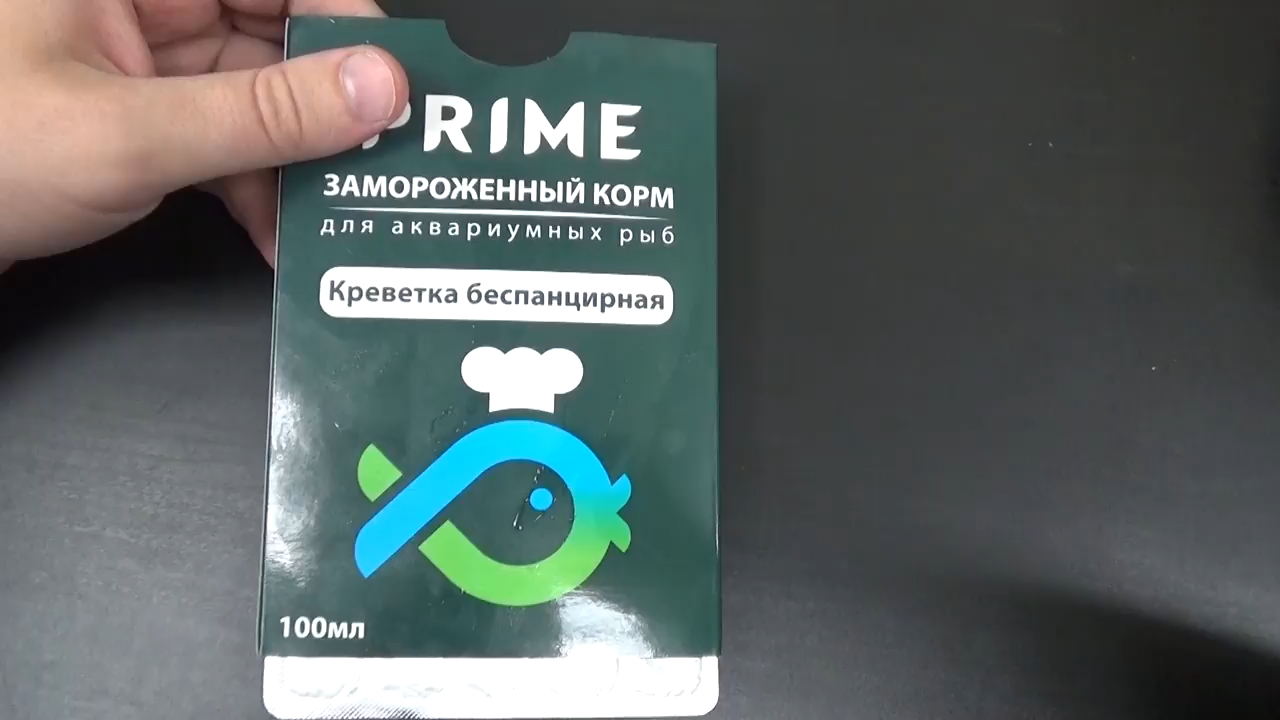 PRIME
ЗАМОРОЖЕННЫЙ КОРМ
для аквариумных рыб
Креветка беспанцирная
100мл